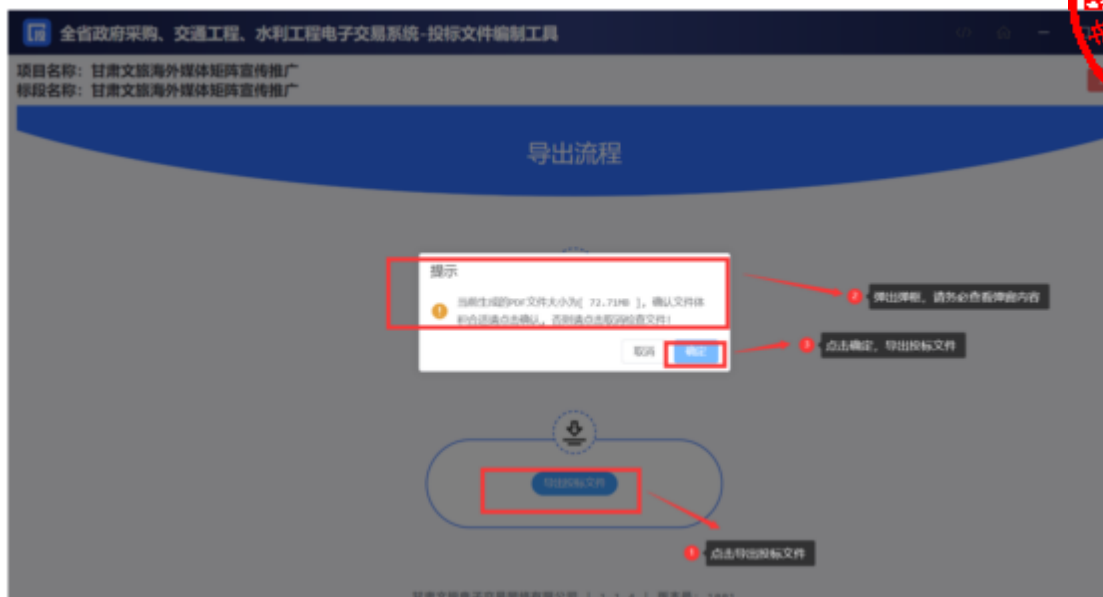 全省政府采购、交通工程、水利工程电子交易系统-投标文件编制工具
项目名称：甘肃文旅海外媒体矩阵宣传推广
标段名称：甘肃文旅海外媒体矩阵宣传推广
导出流程
提示
当前生成的PDF文件大小为[ 72.71MB ]，确认文件体
积合适请点击确认，否则请点击取消检查文件！
取消 确定
2 弹出弹框，请务必查看弹窗内容
3 点击确定，导出投标文件
导出投标文件
1 点击导出投标文件